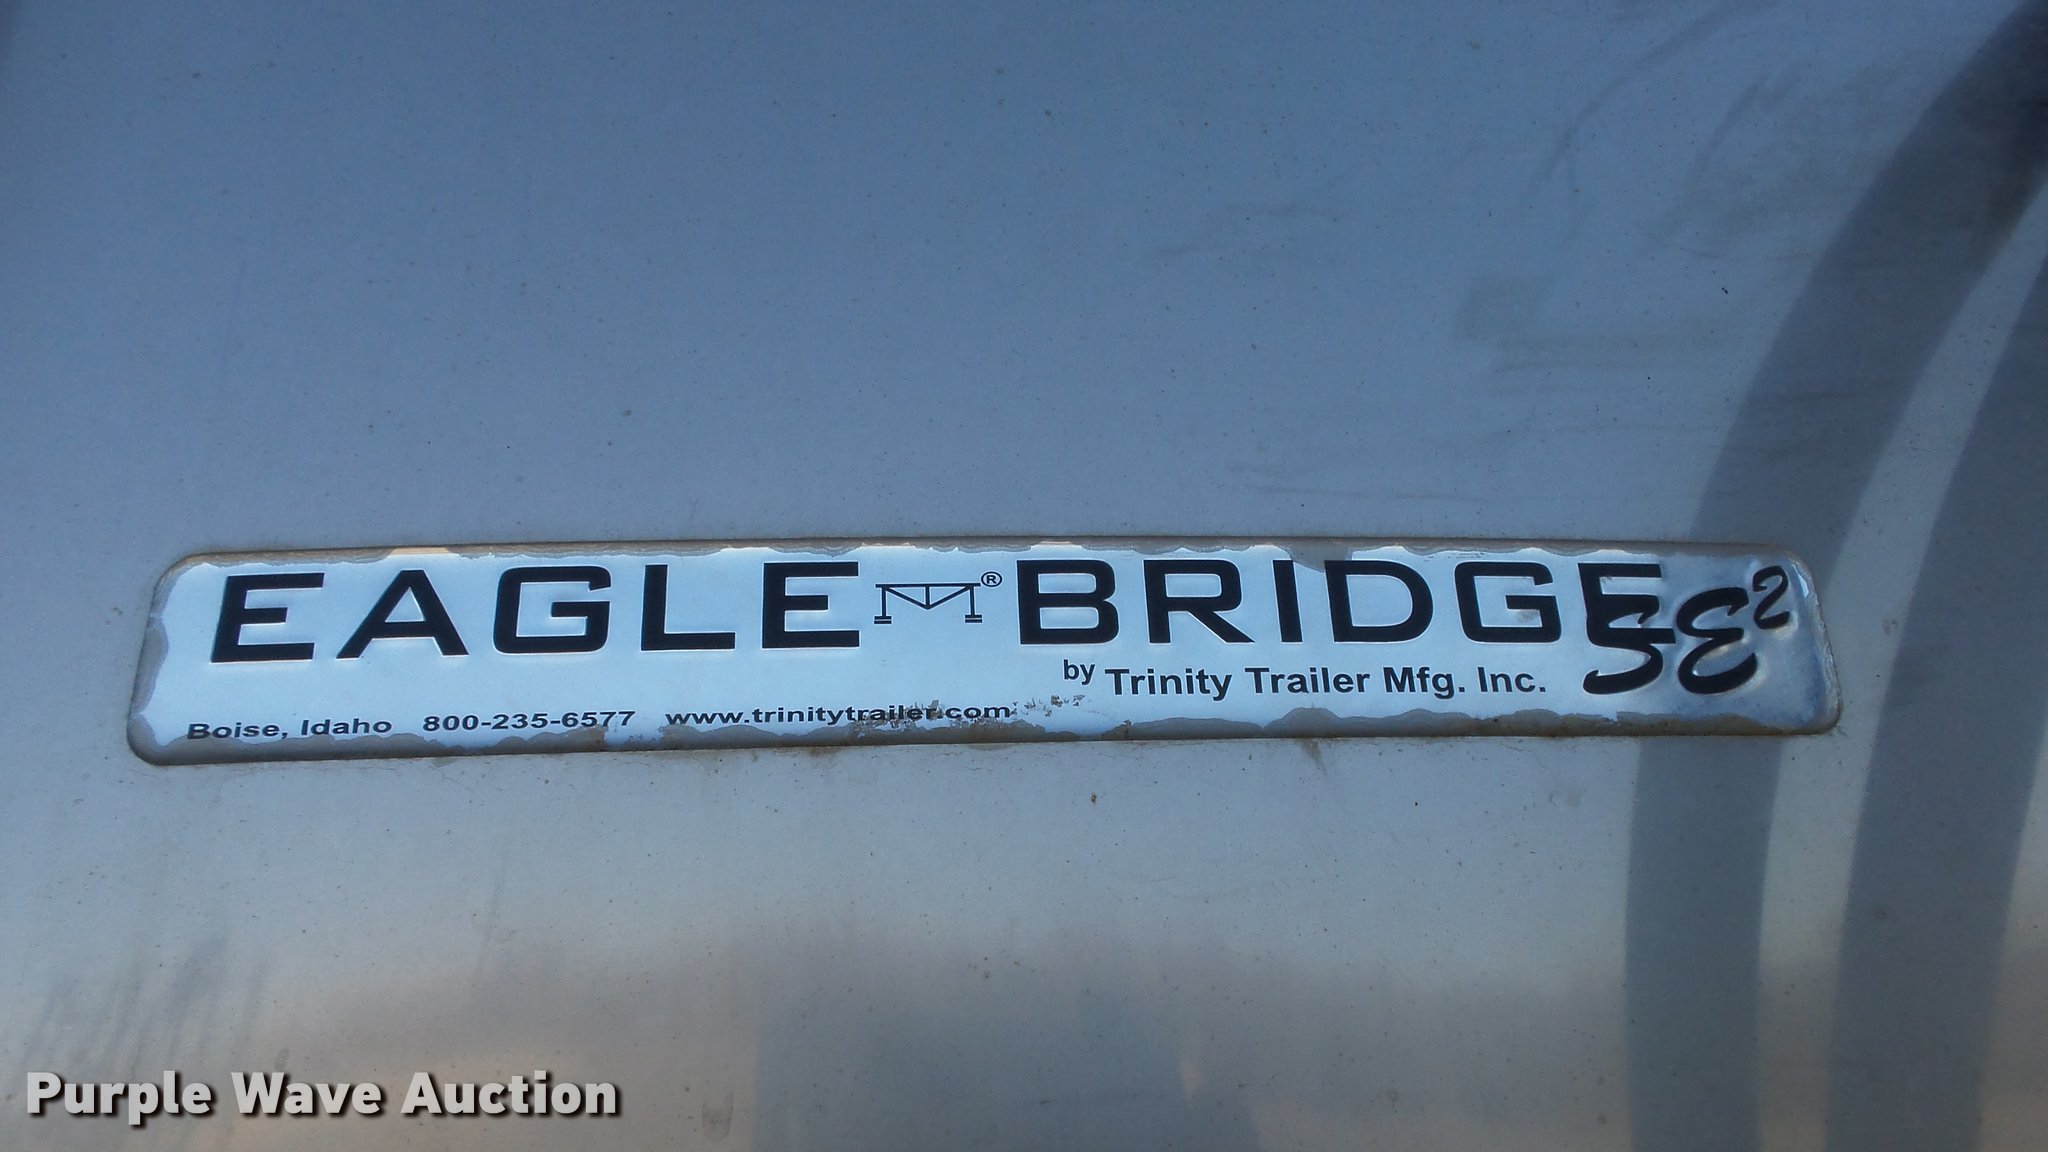 EAGLE ® BRIDGE SE²
by Trinity Trailer Mfg. Inc.
Boise, Idaho 800-235-6577 www.trinitytrailer.com
Purple Wave Auction